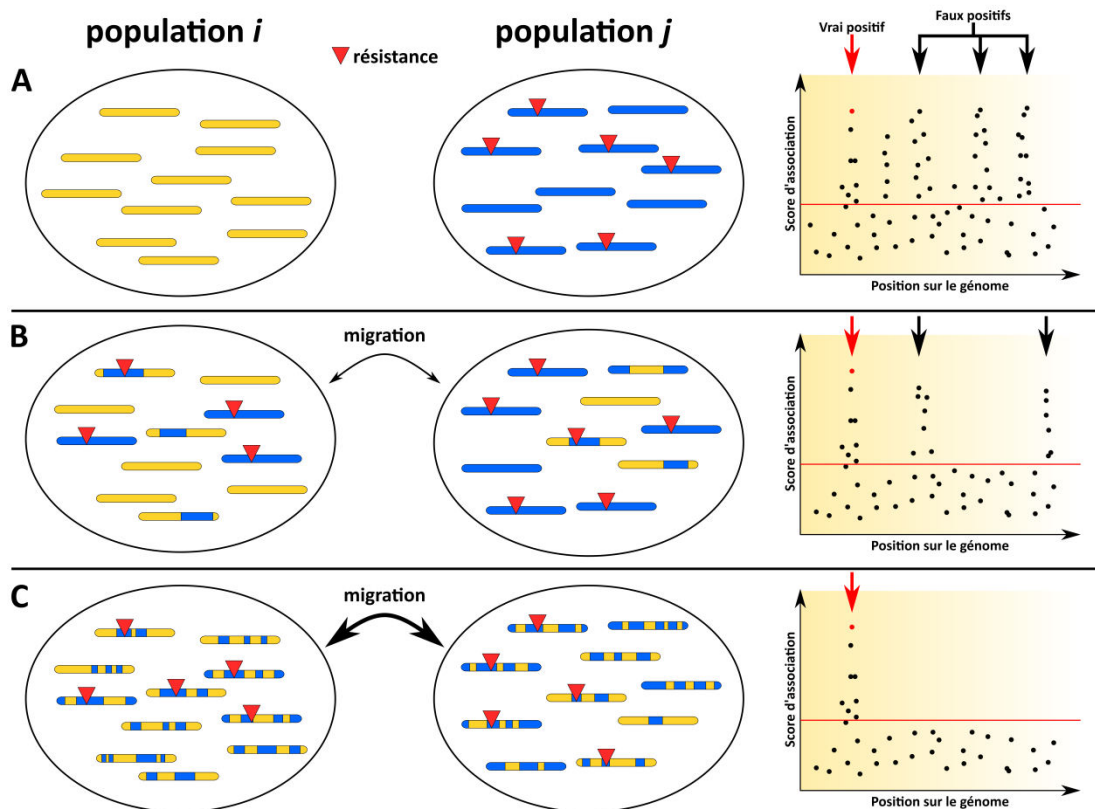 population i
population j
résistance
Vrai positif
Faux positifs
A
Score d'association
Position sur le génome
B
migration
Score d'association
Position sur le génome
C
migration
Score d'association
Position sur le génome